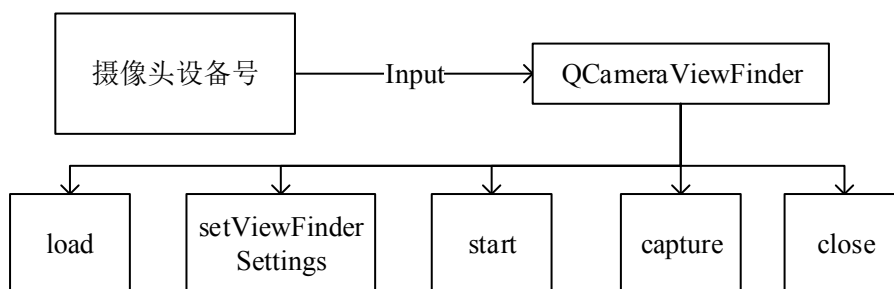 摄像头设备号
Input
QCameraViewFinder
load
setViewFinder
Settings
start
capture
close